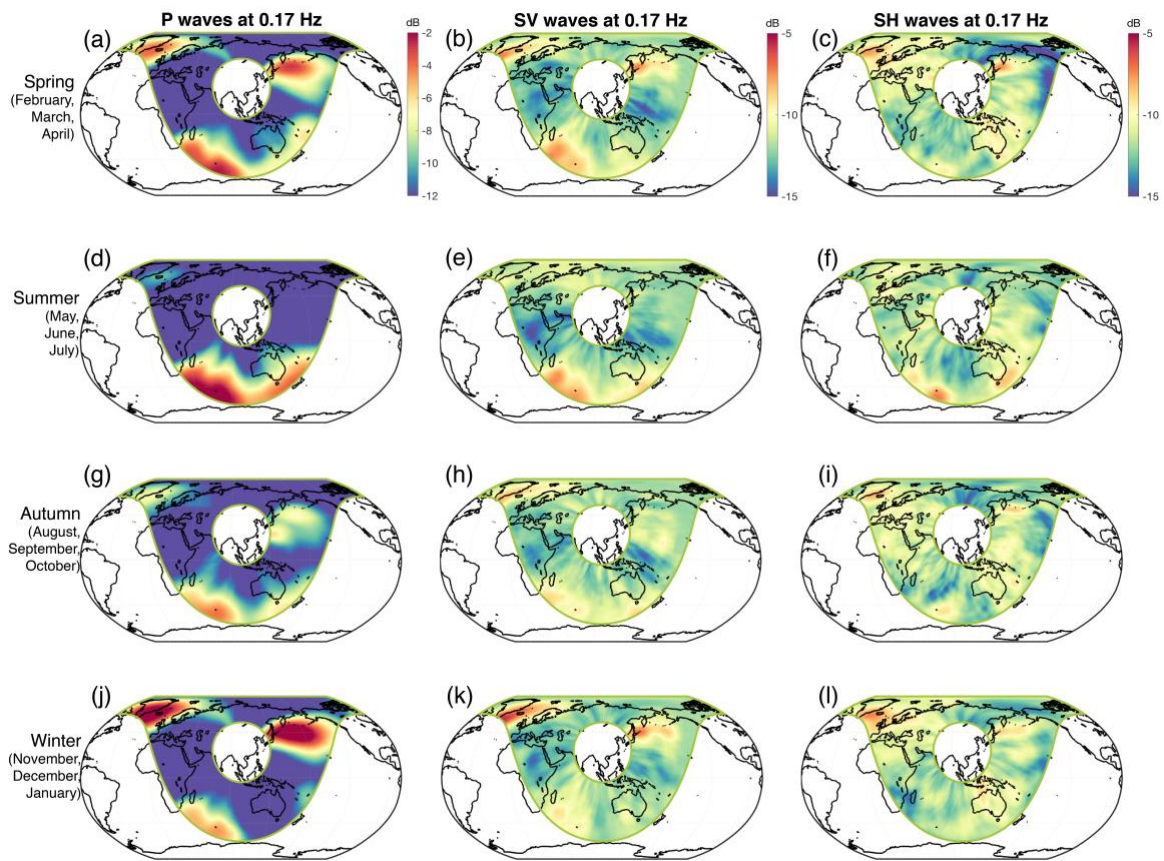 P waves at 0.17 Hz
SV waves at 0.17 Hz
SH waves at 0.17 Hz
(a)
dB
-2
-4
-6
-8
-10
-12
(b)
dB
-5
-10
-15
(c)
dB
-5
-10
-15
Spring
(February,
March,
April)
(d)
(e)
(f)
Summer
(May,
June,
July)
(g)
(h)
(i)
Autumn
(August,
September,
October)
(j)
(k)
(l)
Winter
(November,
December,
January)